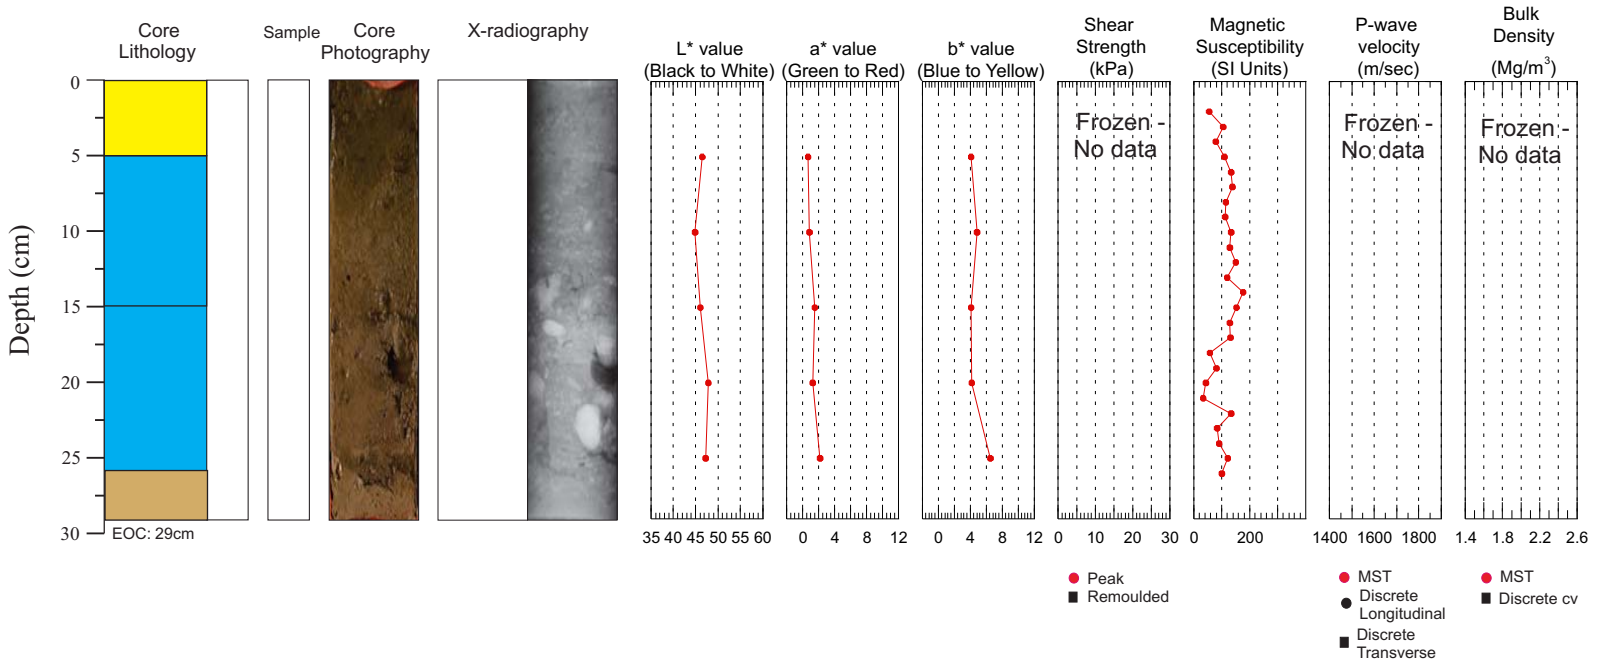 Core
Lithology
Sample
Core
Photography
X-radiography
L* value
(Black to White)
a* value
(Green to Red)
b* value
(Blue to Yellow)
Shear
Strength
(kPa)
Magnetic
Susceptibility
(SI Units)
P-wave
velocity
(m/sec)
Bulk
Density
(Mg/m³)
Depth (cm)
0
5
10
15
20
25
30
EOC: 29cm
Frozen -
No data
Frozen -
No data
Frozen -
No data
35 40 45 50 55 60
0 4 8 12
0 4 8 12
0 10 20 30
0 200
1400 1600 1800
1.4 1.8 2.2 2.6
Peak
Remoulded
MST
Discrete
Longitudinal
Discrete
Transverse
MST
Discrete cv